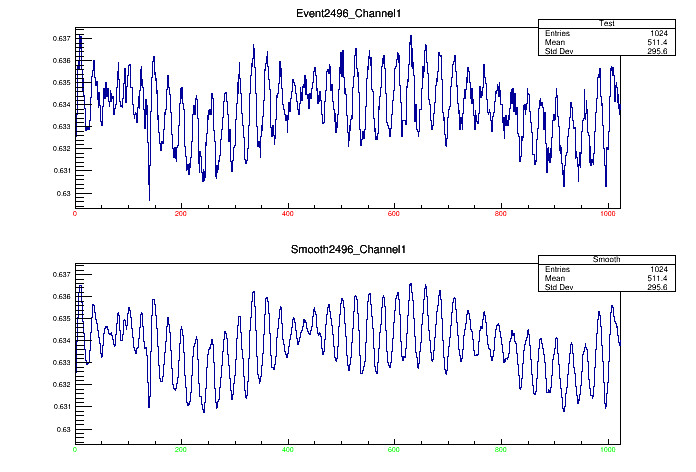 Event2496_Channel1
Test
Entries 1024
Mean 511.4
Std Dev 295.6
0.637
0.636
0.635
0.634
0.633
0.632
0.631
0.63
0 200 400 600 800 1000
Smooth2496_Channel1
Smooth
Entries 1024
Mean 511.4
Std Dev 295.6
0.637
0.636
0.635
0.634
0.633
0.632
0.631
0.63
0 200 400 600 800 1000